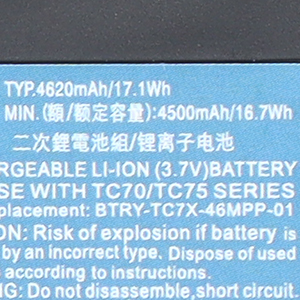 TYP.4620mAh/17.1Wh
MIN.(額/额定容量):4500mAh/16.7Wh
二次鋰電池組/锂离子电池
RGEABLE LI-ION (3.7V)BATTERY
SE WITH TC70/TC75 SERIES
placement: BTRY-TC7X-46MPP-01
ON: Risk of explosion if battery is
by an incorrect type. Dispose of used
according to instructions.
NG: Do not disassemble,short circuit